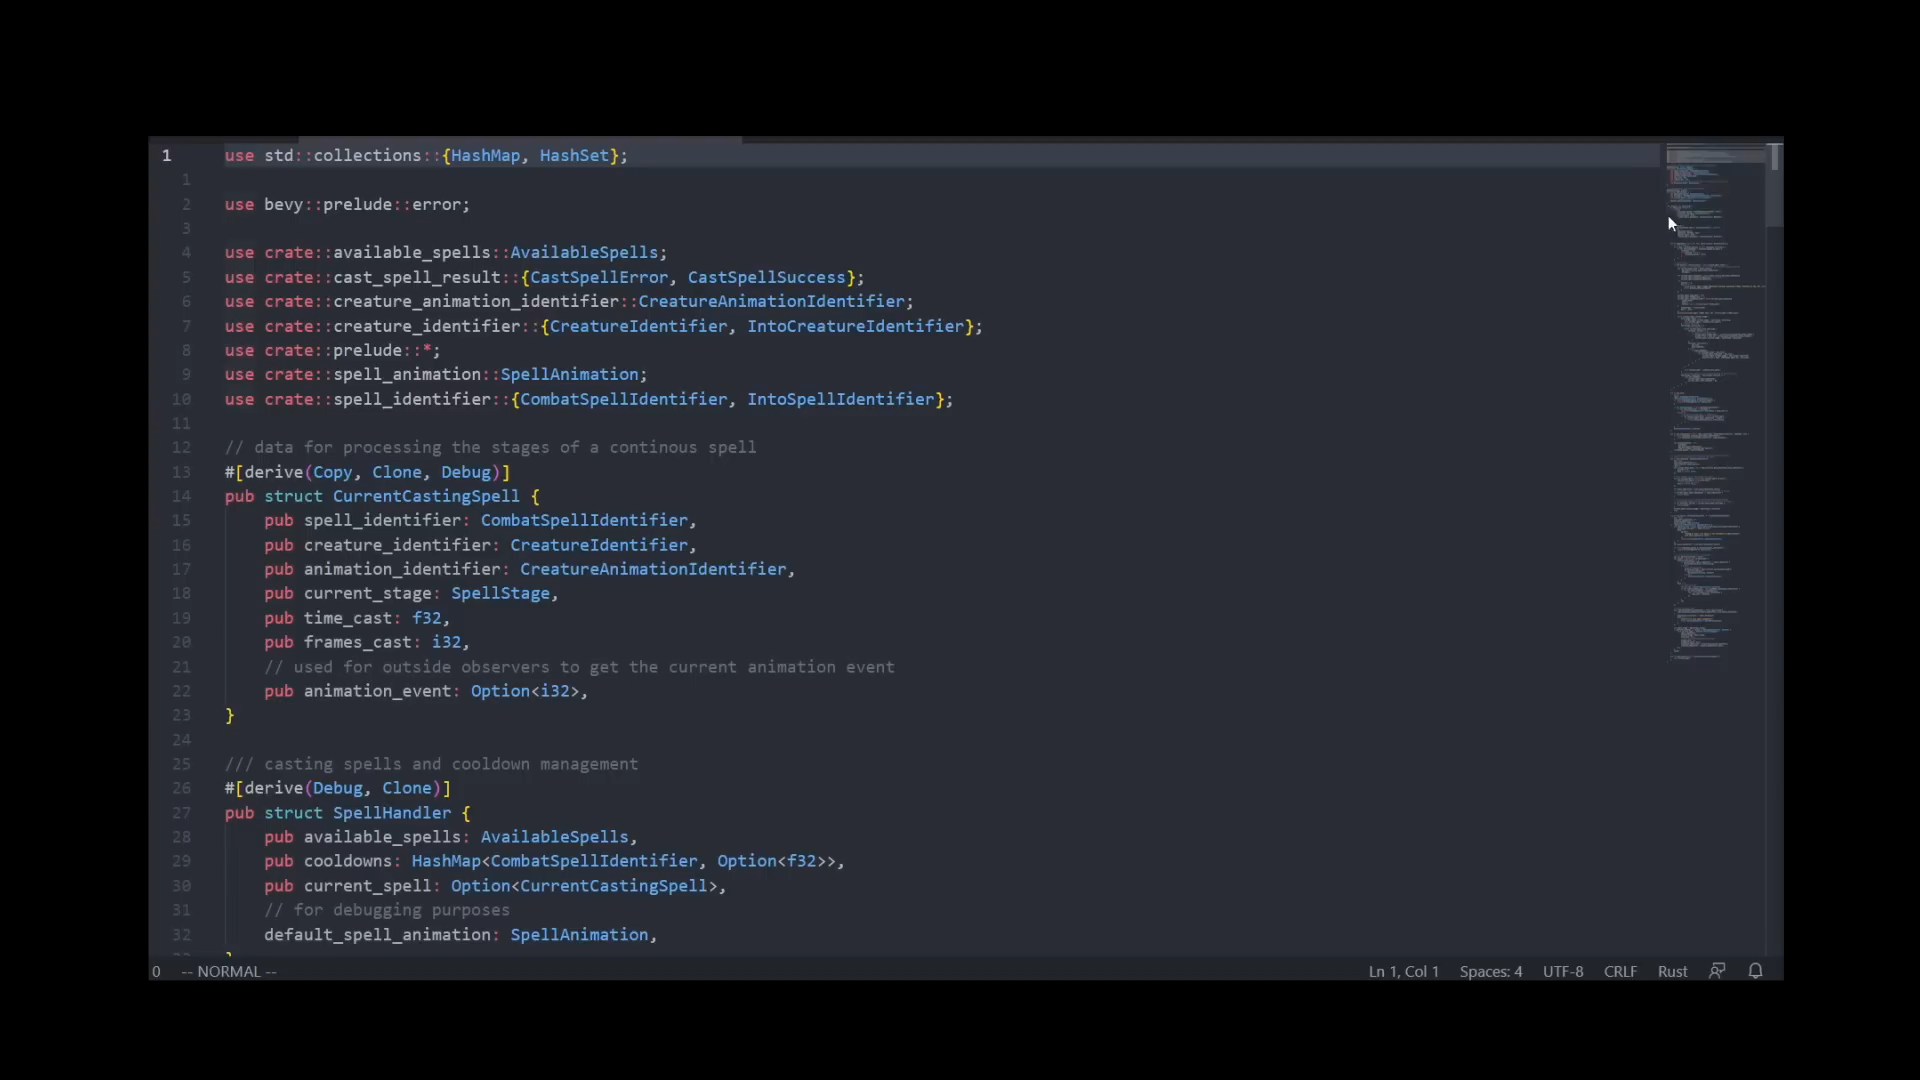 1 use std::collections::{HashMap, HashSet};
1
2 use bevy::prelude::error;
3
4 use crate::available_spells::AvailableSpells;
5 use crate::cast_spell_result::{CastSpellError, CastSpellSuccess};
6 use crate::creature_animation_identifier::CreatureAnimationIdentifier;
7 use crate::creature_identifier::{CreatureIdentifier, IntoCreatureIdentifier};
8 use crate::prelude::*;
9 use crate::spell_animation::SpellAnimation;
10 use crate::spell_identifier::{CombatSpellIdentifier, IntoSpellIdentifier};
11
12 // data for processing the stages of a continous spell
13 #[derive(Copy, Clone, Debug)]
14 pub struct CurrentCastingSpell {
15 pub spell_identifier: CombatSpellIdentifier,
16 pub creature_identifier: CreatureIdentifier,
17 pub animation_identifier: CreatureAnimationIdentifier,
18 pub current_stage: SpellStage,
19 pub time_cast: f32,
20 pub frames_cast: i32,
21 // used for outside observers to get the current animation event
22 pub animation_event: Option<i32>,
23 }
24
25 /// casting spells and cooldown management
26 #[derive(Debug, Clone)]
27 pub struct SpellHandler {
28 pub available_spells: AvailableSpells,
29 pub cooldowns: HashMap<CombatSpellIdentifier, Option<f32>>,
30 pub current_spell: Option<CurrentCastingSpell>,
31 // for debugging purposes
32 default_spell_animation: SpellAnimation,
0 -- NORMAL -- Ln 1, Col 1 Spaces: 4 UTF-8 CRLF Rust